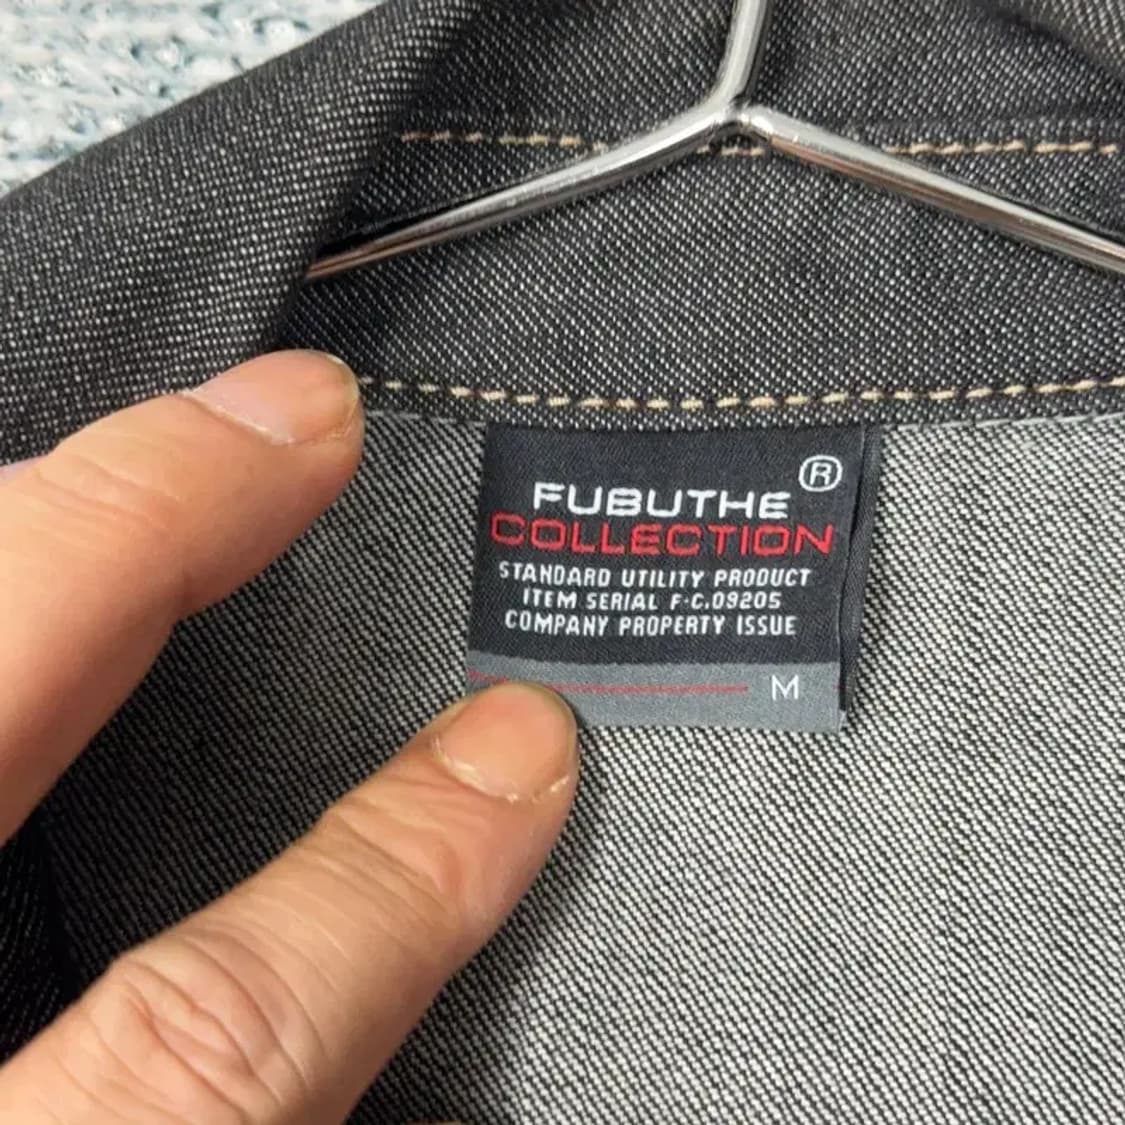 ®
FUBUTHE
COLLECTION
STANDARD UTILITY PRODUCT
ITEM SERIAL F·C.09205
COMPANY PROPERTY ISSUE
M